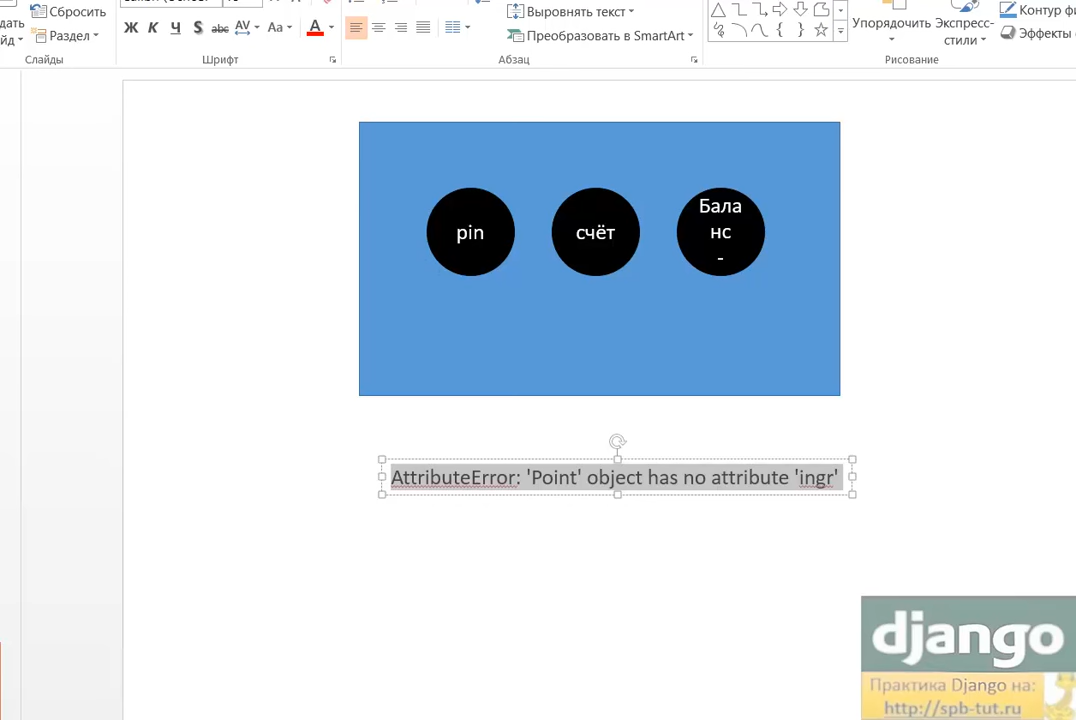 Сбросить
Выровнять текст
Контур фи
Раздел
Ж К Ч S abc AV Aa А
Преобразовать в SmartArt
Упорядочить Экспресс-
стили
Эффекты
Слайды
Шрифт
Абзац
Рисование
pin
счёт
Бала
нс
-
AttributeError: 'Point' object has no attribute 'ingr'
django
Практика Django на:
http://spb-tut.ru